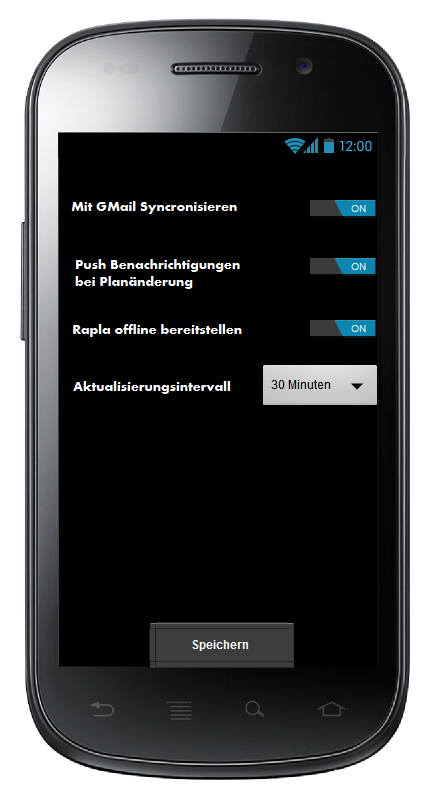 12:00
Mit GMail Syncronisieren
ON
Push Benachrichtigungen
bei Planänderung
ON
Rapla offline bereitstellen
ON
Aktualisierungsintervall
30 Minuten
Speichern